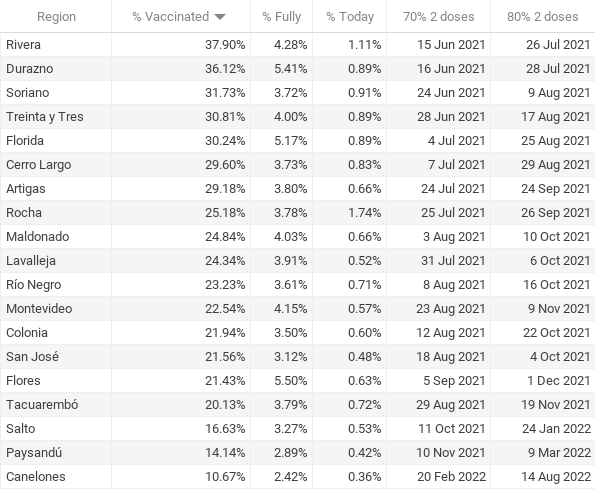 Region % Vaccinated % Fully % Today 70% 2 doses 80% 2 doses
Rivera 37.90% 4.28% 1.11% 15 Jun 2021 26 Jul 2021
Durazno 36.12% 5.41% 0.89% 16 Jun 2021 28 Jul 2021
Soriano 31.73% 3.72% 0.91% 24 Jun 2021 9 Aug 2021
Treinta y Tres 30.81% 4.00% 0.89% 28 Jun 2021 17 Aug 2021
Florida 30.24% 5.17% 0.89% 4 Jul 2021 25 Aug 2021
Cerro Largo 29.60% 3.73% 0.83% 7 Jul 2021 29 Aug 2021
Artigas 29.18% 3.80% 0.66% 24 Jul 2021 24 Sep 2021
Rocha 25.18% 3.78% 1.74% 25 Jul 2021 26 Sep 2021
Maldonado 24.84% 4.03% 0.66% 3 Aug 2021 10 Oct 2021
Lavalleja 24.34% 3.91% 0.52% 31 Jul 2021 6 Oct 2021
Río Negro 23.23% 3.61% 0.71% 8 Aug 2021 16 Oct 2021
Montevideo 22.54% 4.15% 0.57% 23 Aug 2021 9 Nov 2021
Colonia 21.94% 3.50% 0.60% 12 Aug 2021 22 Oct 2021
San José 21.56% 3.12% 0.48% 18 Aug 2021 4 Oct 2021
Flores 21.43% 5.50% 0.63% 5 Sep 2021 1 Dec 2021
Tacuarembó 20.13% 3.79% 0.72% 29 Aug 2021 19 Nov 2021
Salto 16.63% 3.27% 0.53% 11 Oct 2021 24 Jan 2022
Paysandú 14.14% 2.89% 0.42% 10 Nov 2021 9 Mar 2022
Canelones 10.67% 2.42% 0.36% 20 Feb 2022 14 Aug 2022